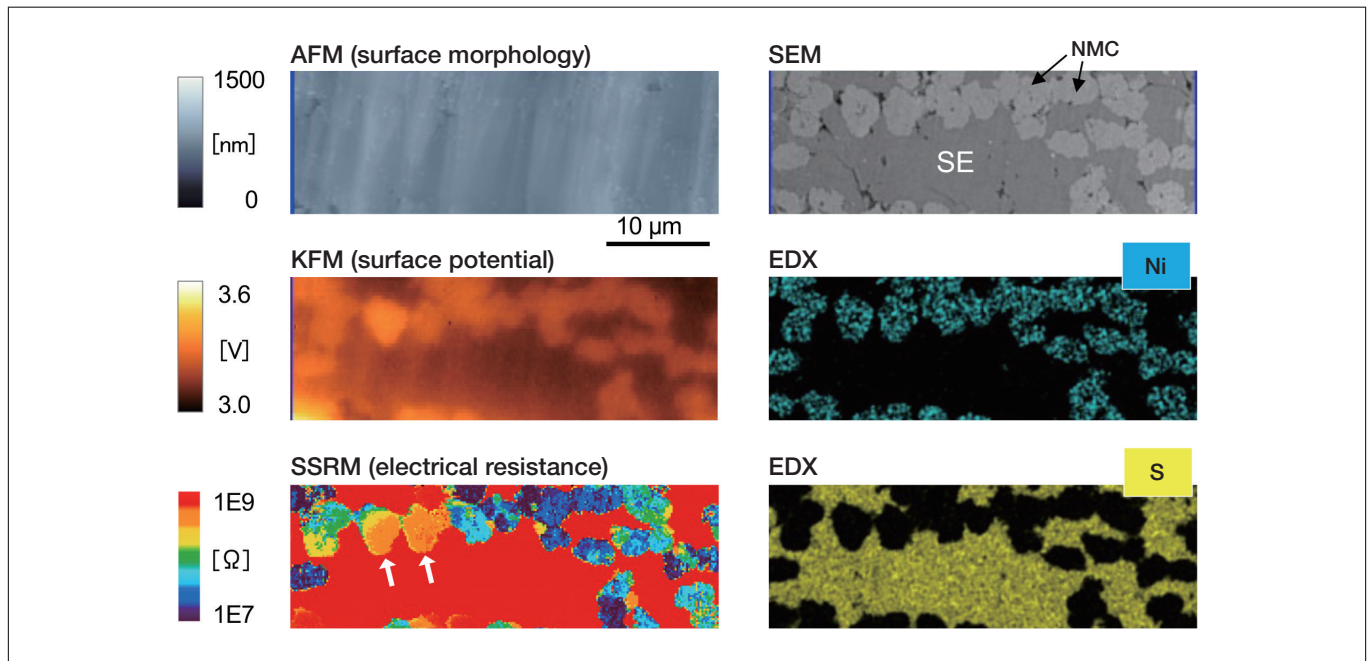 AFM (surface morphology)
1500
[nm]
0
SEM
NMC
SE
10 µm
KFM (surface potential)
3.6
[V]
3.0
EDX
Ni
SSRM (electrical resistance)
1E9
[Ω]
1E7
EDX
S